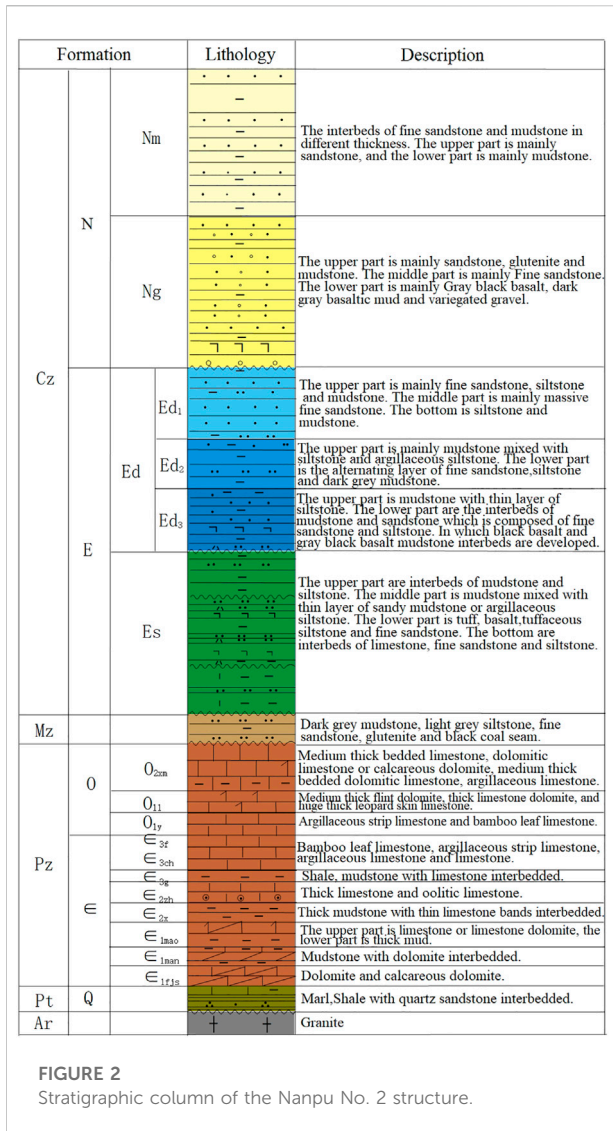 Formation Lithology Description
Cz
N
Nm
The interbeds of fine sandstone and mudstone in
different thickness. The upper part is mainly
sandstone, and the lower part is mainly mudstone.
Ng
The upper part is mainly sandstone, glutenite and
mudstone. The middle part is mainly Fine sandstone.
The lower part is mainly Gray black basalt, dark
gray basaltic mud and variegated gravel.
E
Ed
Ed1
The upper part is mainly fine sandstone, siltstone
and mudstone. The middle part is mainly massive
fine sandstone. The bottom is siltstone and
mudstone.
Ed2
The upper part is mainly mudstone mixed with
siltstone and argillaceous siltstone. The lower part
is the alternating layer of fine sandstone,siltstone
and dark grey mudstone.
Ed3
The upper part is mudstone with thin layer of
siltstone. The lower part are the interbeds of
mudstone and sandstone which is composed of fine
sandstone and siltstone. In which black basalt and
gray black basalt mudstone interbeds are developed.
Es
The upper part are interbeds of mudstone and
siltstone. The middle part is mudstone mixed with
thin layer of sandy mudstone or argillaceous
siltstone. The lower part is tuff, basalt,tuffaceous
siltstone and fine sandstone. The bottom are
interbeds of limestone, fine sandstone and siltstone.
Mz
Dark grey mudstone, light grey siltstone, fine
sandstone, glutenite and black coal seam.
Pz
O
O2xm
Medium thick bedded limestone, dolomitic
limestone or calcareous dolomite, medium thick
bedded dolomitic limestone, argillaceous limestone.
O1l
Medium thick flint dolomite, thick limestone dolomite, and
huge thick leopard skin limestone.
O1y
Argillaceous strip limestone and bamboo leaf limestone.
∈
∈3f
∈3ch
Bamboo leaf limestone, argillaceous strip limestone,
argillaceous limestone and limestone.
∈3g
Shale, mudstone with limestone interbedded.
∈2zh
Thick limestone and oolitic limestone.
∈2x
Thick mudstone with thin limestone bands interbedded.
∈1mao
The upper part is limestone or limestone dolomite, the
lower part is thick mud.
∈1man
Mudstone with dolomite interbedded.
∈1fjs
Dolomite and calcareous dolomite.
Pt Q
Marl,Shale with quartz sandstone interbedded.
Ar
Granite
FIGURE 2
Stratigraphic column of the Nanpu No. 2 structure.